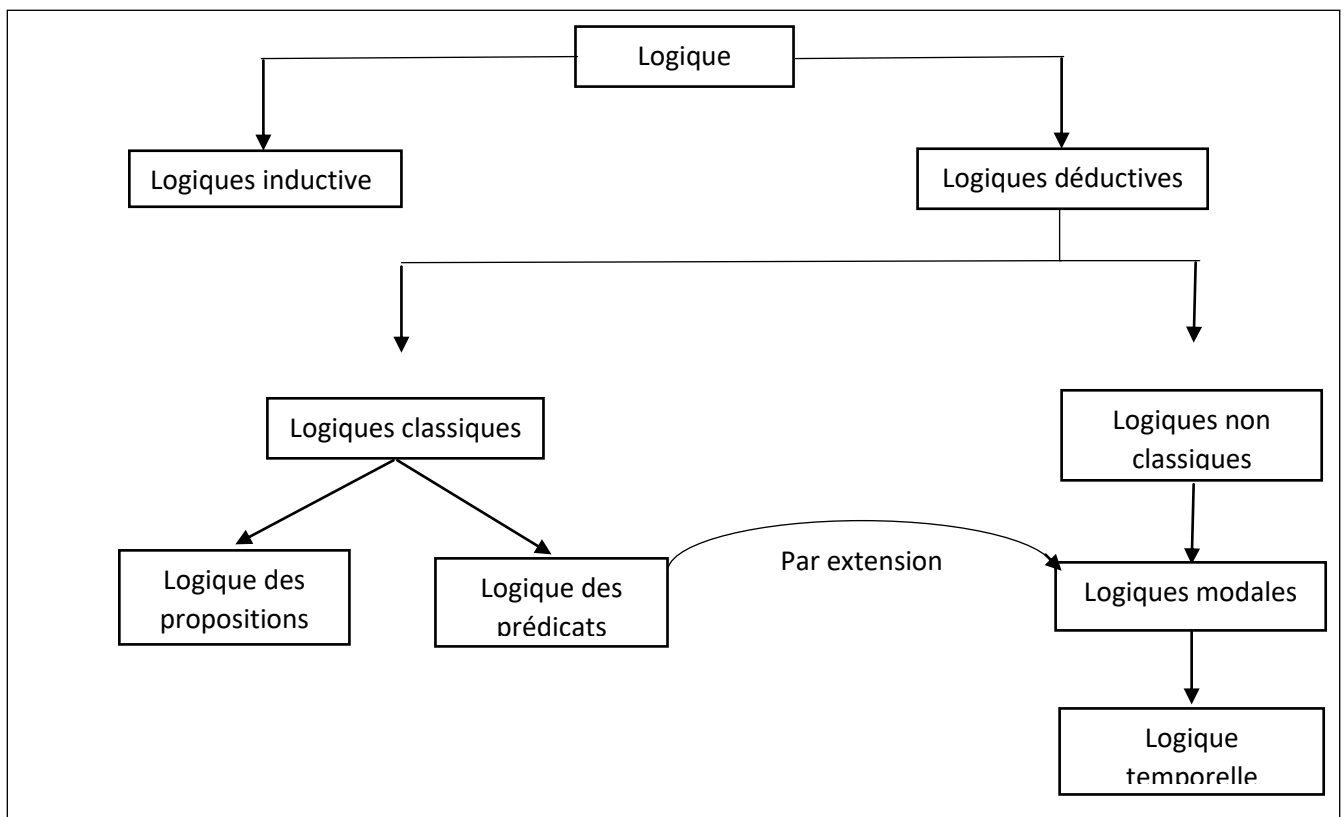 Logique
Logiques inductive
Logiques déductives
Logiques classiques
Logiques non
classiques
Logique des
propositions
Logique des
prédicats
Par extension
Logiques modales
Logique
temporelle